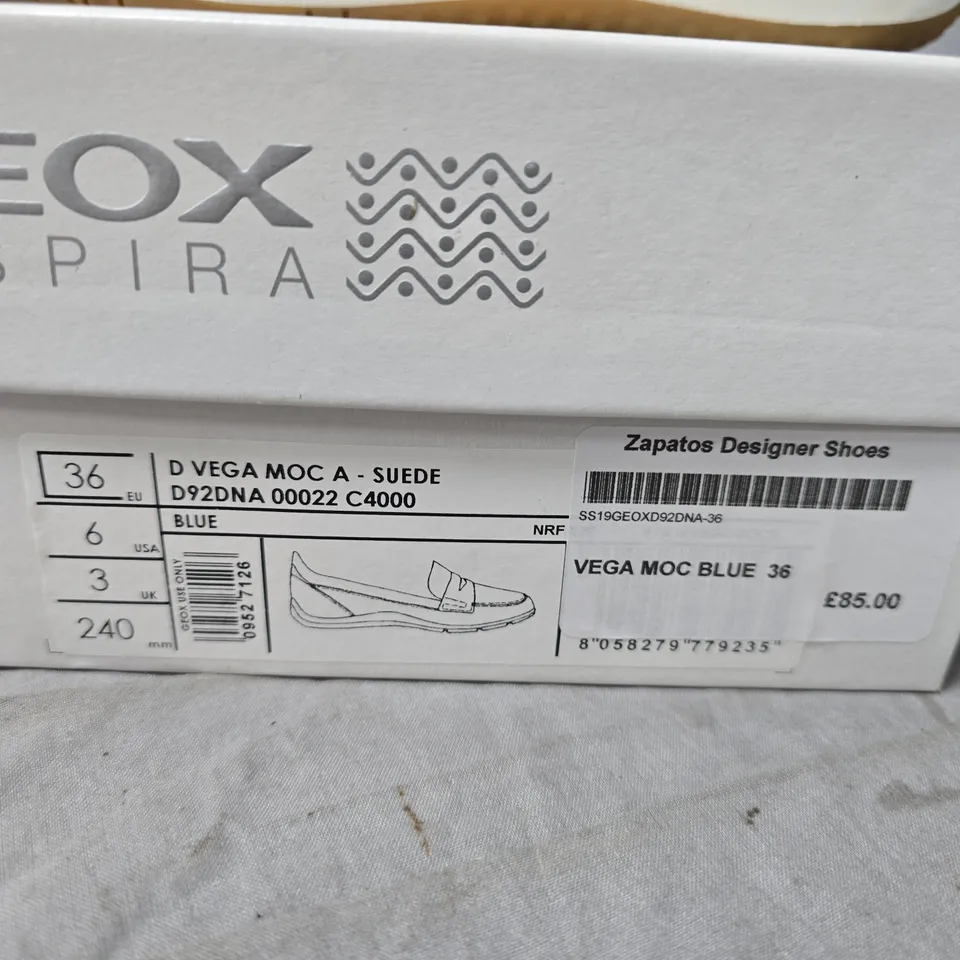 EOX
SPIRA
36 EU
6 USA
3 UK
240 mm
D VEGA MOC A - SUEDE
D92DNA 00022 C4000
BLUE
NRF
GEOX USE ONLY
0952 7126
Zapatos Designer Shoes
SS19GEOXD92DNA-36
VEGA MOC BLUE 36
£85.00
8"058279"779235"